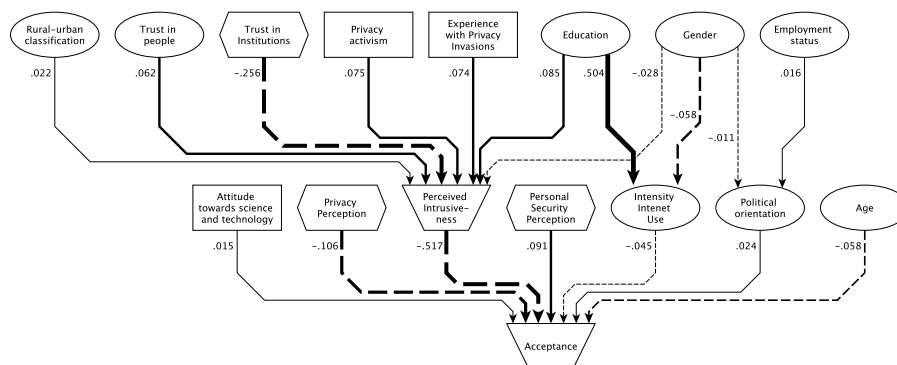 Rural-urban
classification
Trust in
people
Trust in
Institutions
Privacy
activism
Experience
with Privacy
Invasions
Education
Gender
Employment
status
.022
.062
-.256
.075
.074
.085
.504
-.028
.016
-.058
-.011
Attitude
towards science
and technology
Privacy
Perception
Perceived
Intrusive-
ness
Personal
Security
Perception
Intensity
Intenet
Use
Political
orientation
Age
.015
-.106
-.517
.091
-.045
.024
-.058
Acceptance